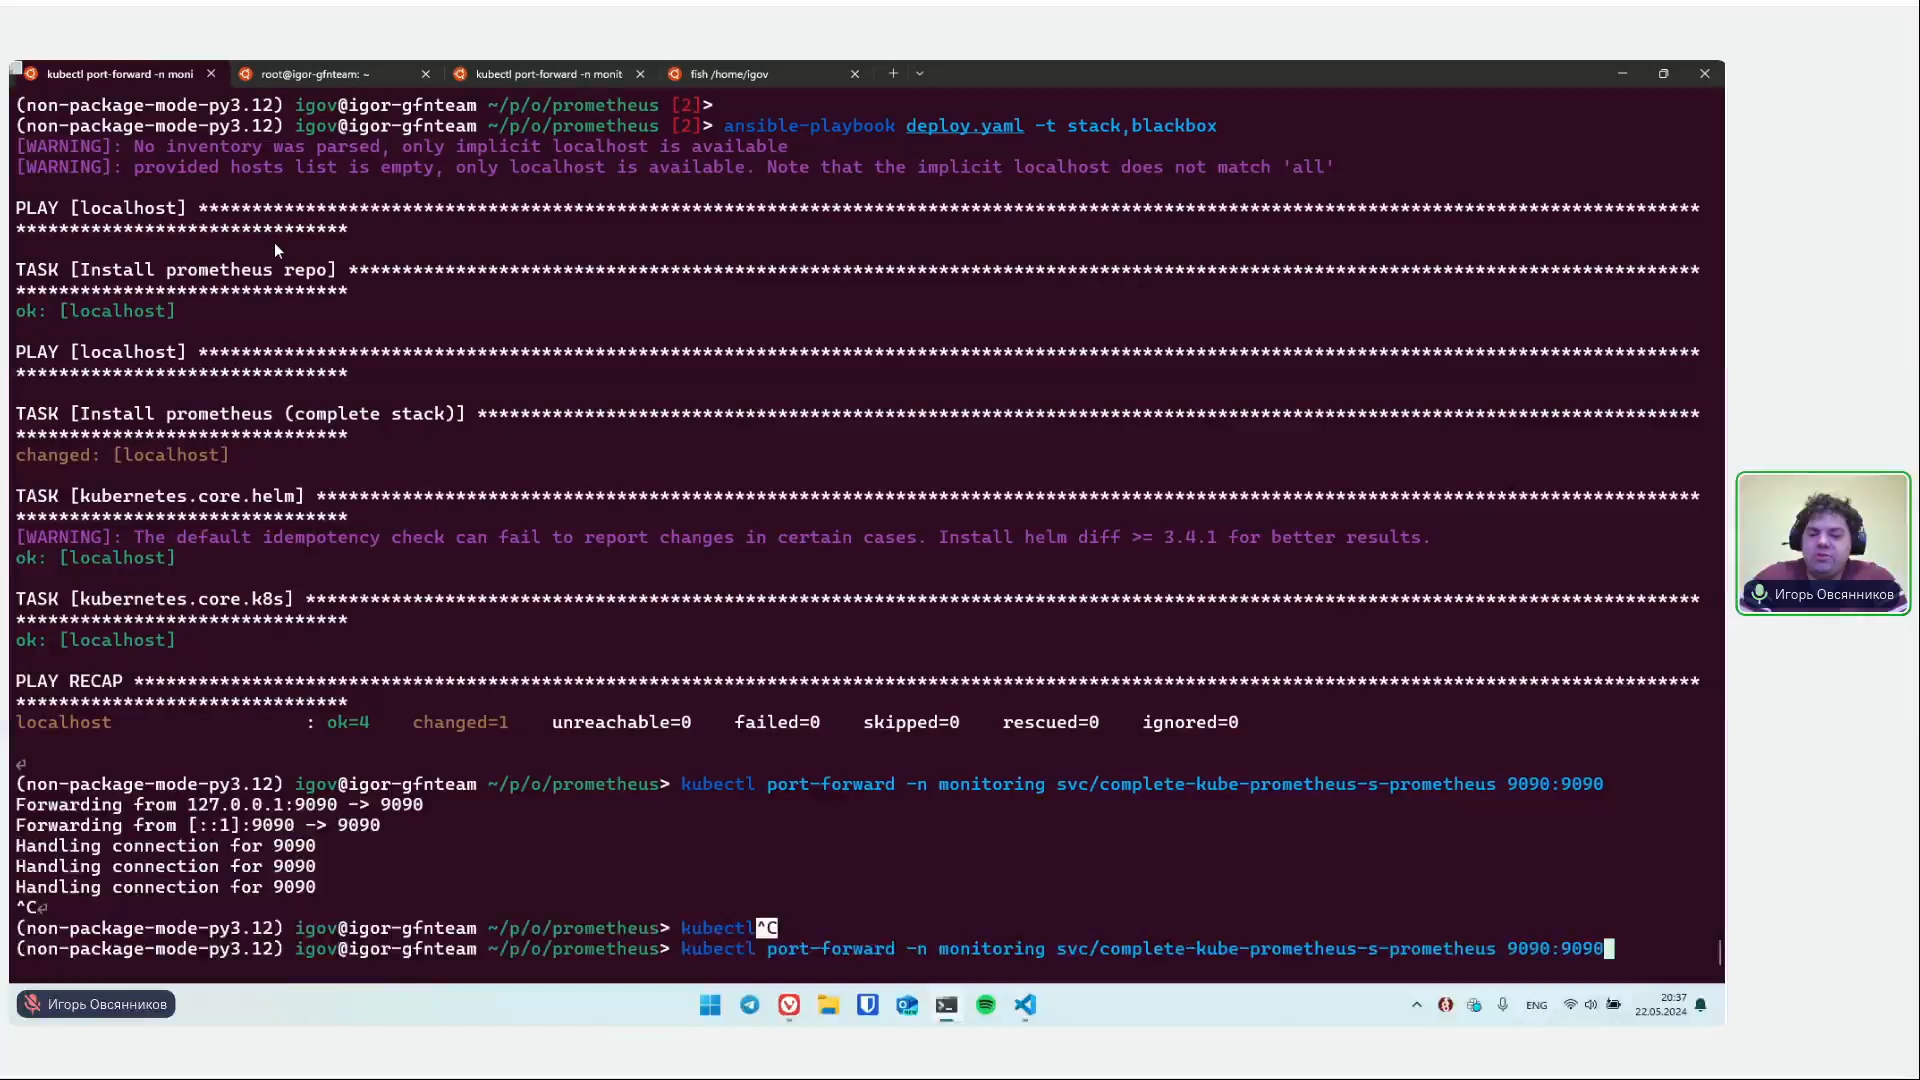 kubectl port-forward -n moni
root@igor-gfnteam: ~
kubectl port-forward -n monit
fish /home/igov
(non-package-mode-py3.12) igov@igor-gfnteam ~/p/o/prometheus [2]>
(non-package-mode-py3.12) igov@igor-gfnteam ~/p/o/prometheus [2]> ansible-playbook deploy.yaml -t stack,blackbox
[WARNING]: No inventory was parsed, only implicit localhost is available
[WARNING]: provided hosts list is empty, only localhost is available. Note that the implicit localhost does not match 'all'
PLAY [localhost] ********************************************************************************************************************************************
*******************************
TASK [Install prometheus repo] ******************************************************************************************************************************
*******************************
ok: [localhost]
PLAY [localhost] ********************************************************************************************************************************************
*******************************
TASK [Install prometheus (complete stack)] ******************************************************************************************************************
*******************************
changed: [localhost]
TASK [kubernetes.core.helm] *********************************************************************************************************************************
*******************************
[WARNING]: The default idempotency check can fail to report changes in certain cases. Install helm diff >= 3.4.1 for better results.
ok: [localhost]
TASK [kubernetes.core.k8s] **********************************************************************************************************************************
*******************************
ok: [localhost]
PLAY RECAP **************************************************************************************************************************************************
*******************************
localhost : ok=4 changed=1 unreachable=0 failed=0 skipped=0 rescued=0 ignored=0
⏎
(non-package-mode-py3.12) igov@igor-gfnteam ~/p/o/prometheus> kubectl port-forward -n monitoring svc/complete-kube-prometheus-s-prometheus 9090:9090
Forwarding from 127.0.0.1:9090 -> 9090
Forwarding from [::1]:9090 -> 9090
Handling connection for 9090
Handling connection for 9090
Handling connection for 9090
^C⏎
(non-package-mode-py3.12) igov@igor-gfnteam ~/p/o/prometheus> kubectl^C
(non-package-mode-py3.12) igov@igor-gfnteam ~/p/o/prometheus> kubectl port-forward -n monitoring svc/complete-kube-prometheus-s-prometheus 9090:9090
Игорь Овсянников
Игорь Овсянников
ENG
20:37
22.05.2024